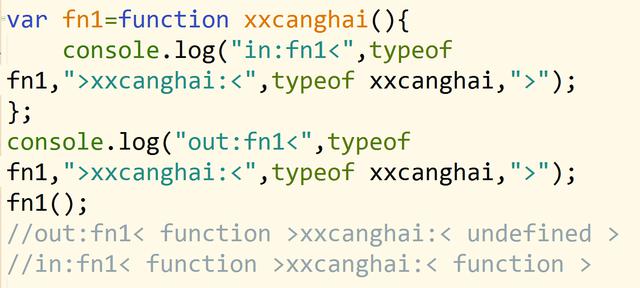 var fn1=function xxcanghai(){
    console.log("in:fn1<",typeof
fn1,">xxcanghai:<",typeof xxcanghai,">");
};
console.log("out:fn1<",typeof
fn1,">xxcanghai:<",typeof xxcanghai,">");
fn1();
//out:fn1< function >xxcanghai:< undefined >
//in:fn1< function >xxcanghai:< function >